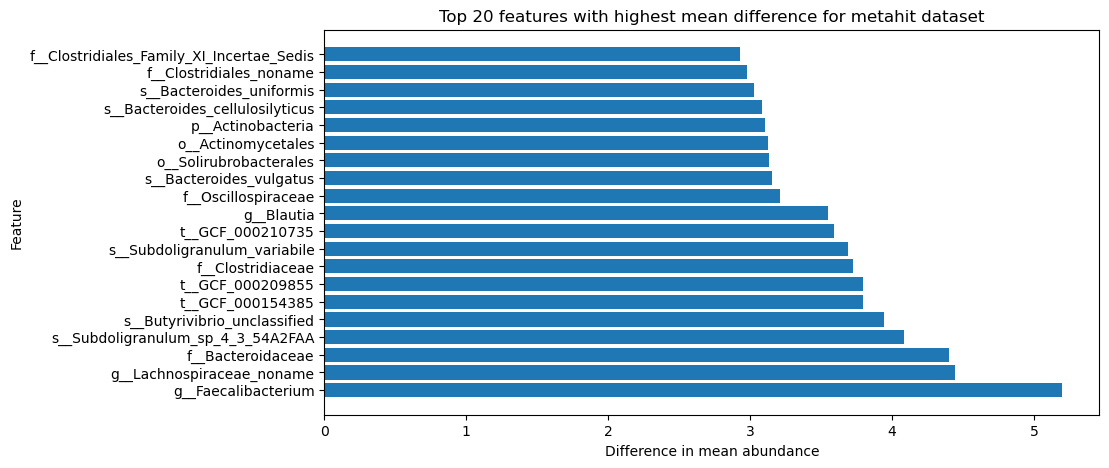 Top 20 features with highest mean difference for metahit dataset
Feature
f__Clostridiales_Family_XI_Incertae_Sedis
f__Clostridiales_noname
s__Bacteroides_uniformis
s__Bacteroides_cellulosilyticus
p__Actinobacteria
o__Actinomycetales
o__Solirubrobacterales
s__Bacteroides_vulgatus
f__Oscillospiraceae
g__Blautia
t__GCF_000210735
s__Subdoligranulum_variabile
f__Clostridiaceae
t__GCF_000209855
t__GCF_000154385
s__Butyrivibrio_unclassified
s__Subdoligranulum_sp_4_3_54A2FAA
f__Bacteroidaceae
g__Lachnospiraceae_noname
g__Faecalibacterium
0 1 2 3 4 5
Difference in mean abundance